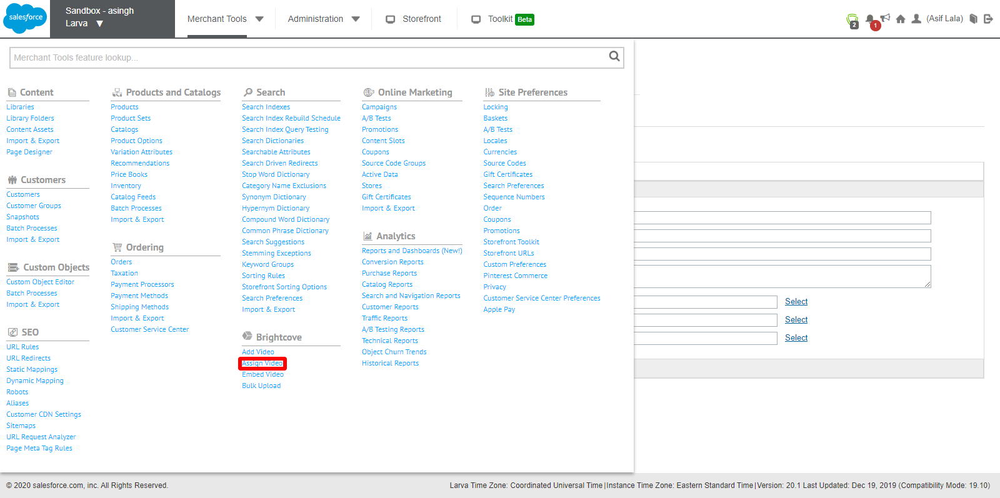 salesforce
Sandbox - asingh
Larva
Merchant Tools
Administration
Storefront
Toolkit Beta
2
1
(Asif Lala)
Merchant Tools feature lookup...
Content
Libraries
Library Folders
Content Assets
Import & Export
Page Designer
Customers
Customers
Customer Groups
Snapshots
Batch Processes
Import & Export
Custom Objects
Custom Object Editor
Batch Processes
Import & Export
SEO
URL Rules
URL Redirects
Static Mappings
Dynamic Mapping
Robots
Aliases
Customer CDN Settings
Sitemaps
URL Request Analyzer
Page Meta Tag Rules
Products and Catalogs
Products
Product Sets
Catalogs
Product Options
Variation Attributes
Recommendations
Price Books
Inventory
Catalog Feeds
Batch Processes
Import & Export
Ordering
Orders
Taxation
Payment Processors
Payment Methods
Shipping Methods
Import & Export
Customer Service Center
Search
Search Indexes
Search Index Rebuild Schedule
Search Index Query Testing
Search Dictionaries
Searchable Attributes
Search Driven Redirects
Stop Word Dictionary
Category Name Exclusions
Synonym Dictionary
Hypernym Dictionary
Compound Word Dictionary
Common Phrase Dictionary
Search Suggestions
Stemming Exceptions
Keyword Groups
Sorting Rules
Storefront Sorting Options
Search Preferences
Import & Export
Brightcove
Add Video
Assign Video
Embed Video
Bulk Upload
Online Marketing
Campaigns
A/B Tests
Promotions
Content Slots
Coupons
Source Code Groups
Active Data
Stores
Gift Certificates
Import & Export
Analytics
Reports and Dashboards (New!)
Conversion Reports
Purchase Reports
Catalog Reports
Search and Navigation Reports
Customer Reports
Traffic Reports
A/B Testing Reports
Technical Reports
Object Churn Trends
Historical Reports
Site Preferences
Locking
Baskets
A/B Tests
Locales
Currencies
Source Codes
Gift Certificates
Search Preferences
Sequence Numbers
Order
Coupons
Promotions
Storefront Toolkit
Storefront URLs
Custom Preferences
Pinterest Commerce
Privacy
Customer Service Center Preferences
Apple Pay
Select
Select
Select
© 2020 salesforce.com, inc. All Rights Reserved.
Larva Time Zone: Coordinated Universal Time|Instance Time Zone: Eastern Standard Time|Version: 20.1 Last Updated: Dec 19, 2019 (Compatibility Mode: 19.10)